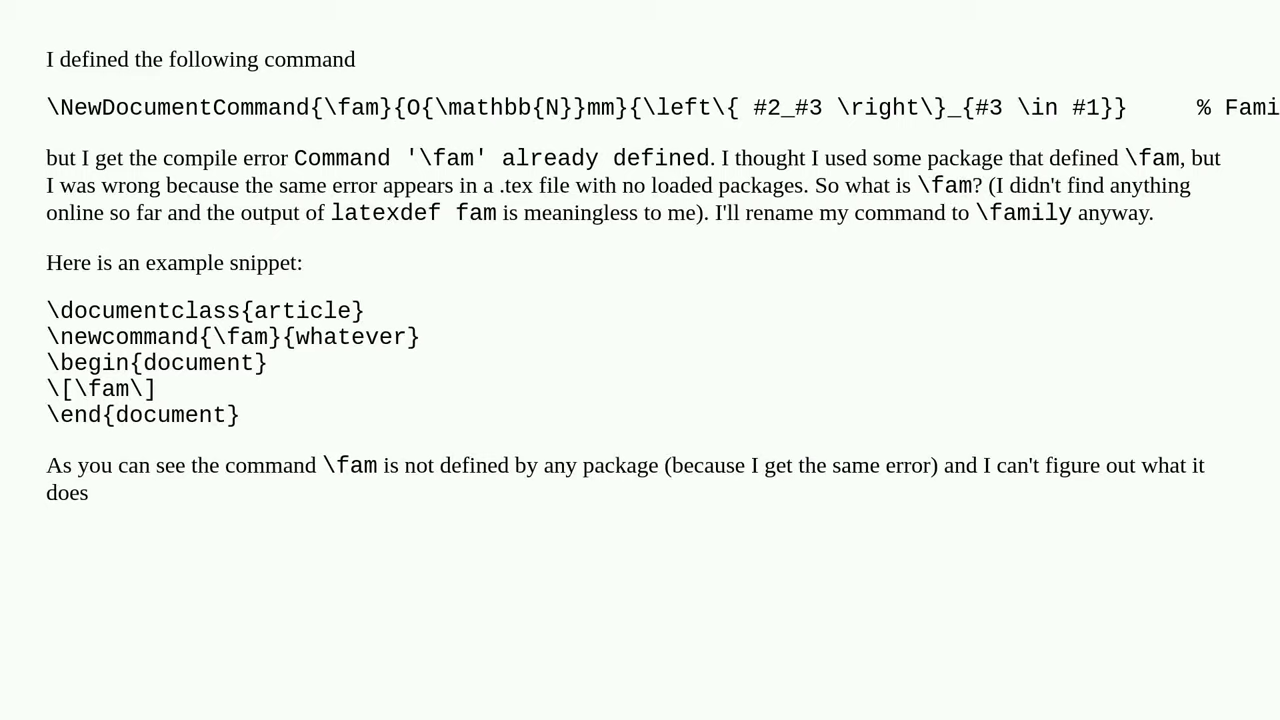 I defined the following command
\NewDocumentCommand{\fam}{O{\mathbb{N}}mm}{\left\{ #2_#3 \right\}_{#3 \in #1}}     % Fami
but I get the compile error Command '\fam' already defined. I thought I used some package that defined \fam, but
I was wrong because the same error appears in a .tex file with no loaded packages. So what is \fam? (I didn't find anything
online so far and the output of latexdef fam is meaningless to me). I'll rename my command to \family anyway.
Here is an example snippet:
\documentclass{article}
\newcommand{\fam}{whatever}
\begin{document}
\[\fam\]
\end{document}
As you can see the command \fam is not defined by any package (because I get the same error) and I can't figure out what it
does